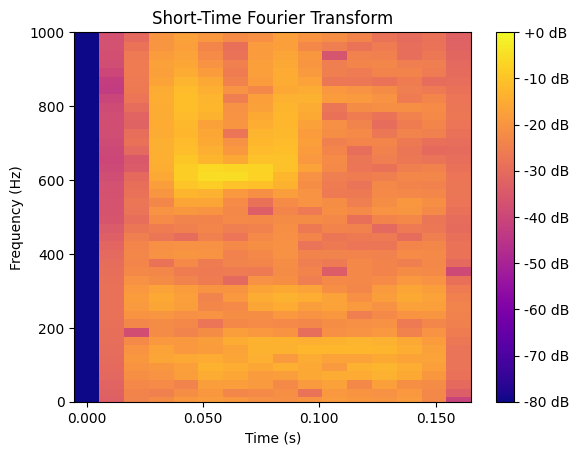 Short-Time Fourier Transform
1000
800
600
400
200
0
Frequency (Hz)
0.000
0.050
0.100
0.150
Time (s)
+0 dB
-10 dB
-20 dB
-30 dB
-40 dB
-50 dB
-60 dB
-70 dB
-80 dB